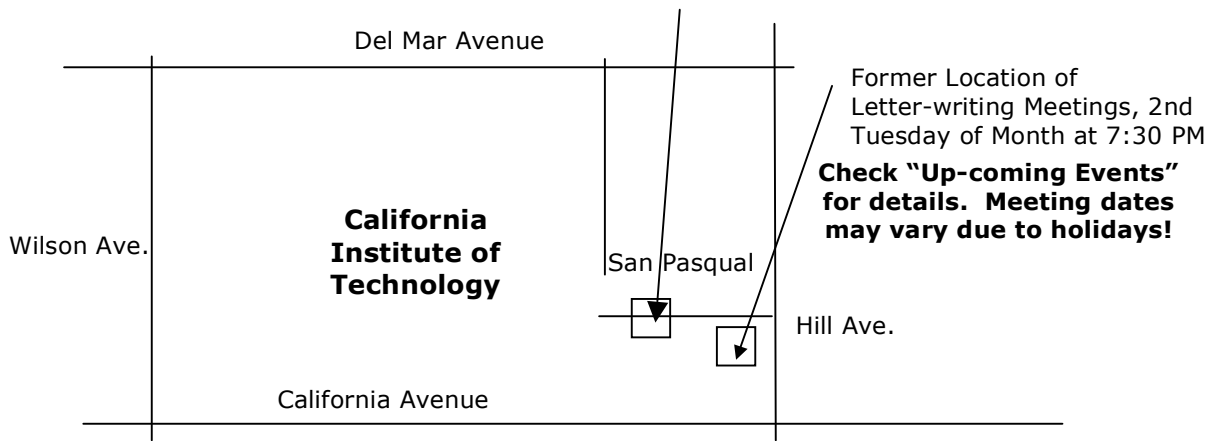 Del Mar Avenue
Former Location of
Letter-writing Meetings, 2nd
Tuesday of Month at 7:30 PM
Check “Up-coming Events”
for details.  Meeting dates
may vary due to holidays!
California
Institute of
Technology
Wilson Ave.
San Pasqual
Hill Ave.
California Avenue